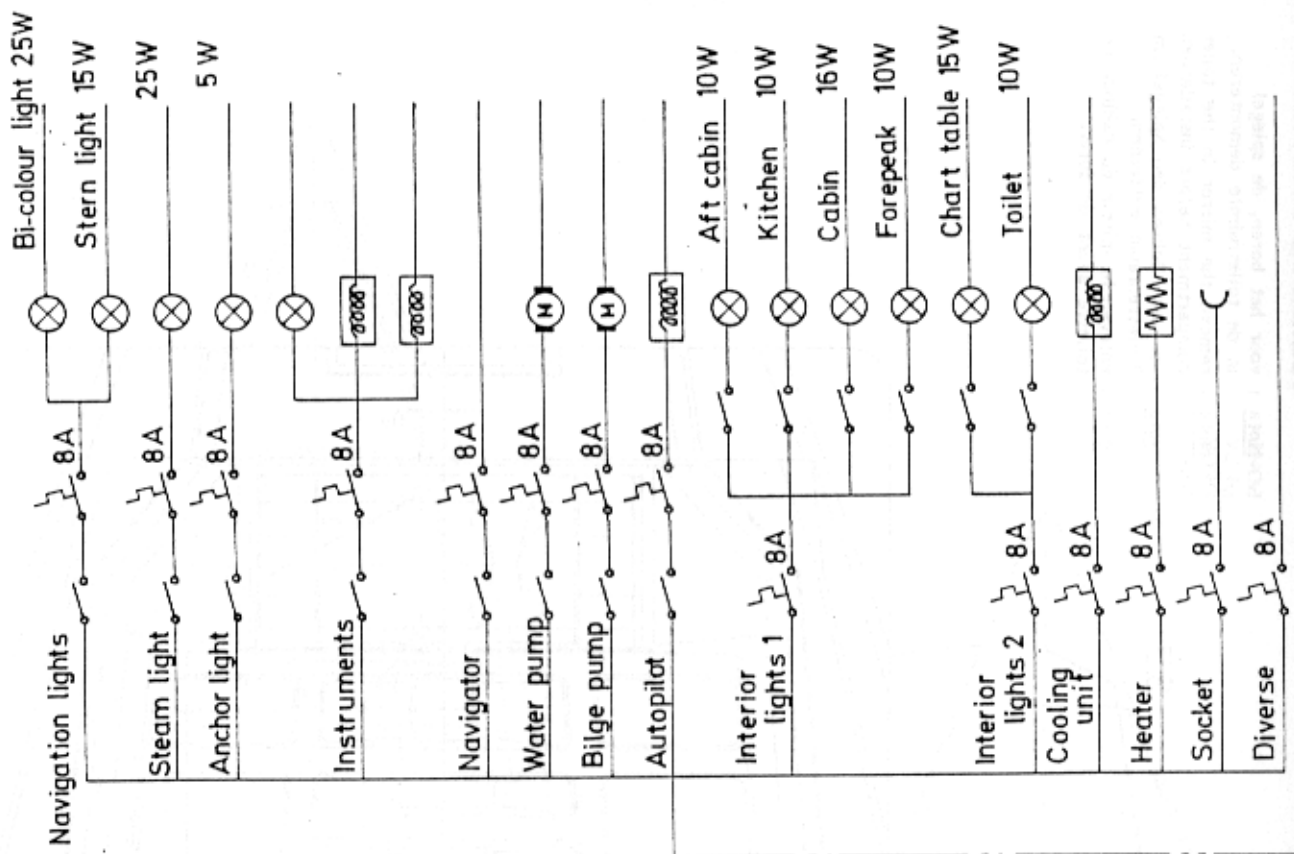 Bi-colour light 25W
Stern light 15W
25W
5W
Navigation lights
8A
Steam light
8A
Anchor light
8A
Instruments
8A
Navigator
8A
Water pump
8A
M
Bilge pump
8A
M
Autopilot
8A
Interior
lights 1
8A
Aft cabin 10W
Kitchen 10W
Cabin 16W
Forepeak 10W
Chart table 15W
Toilet 10W
Interior
lights 2
8A
Cooling
unit
8A
Heater
8A
Socket
8A
Diverse
8A